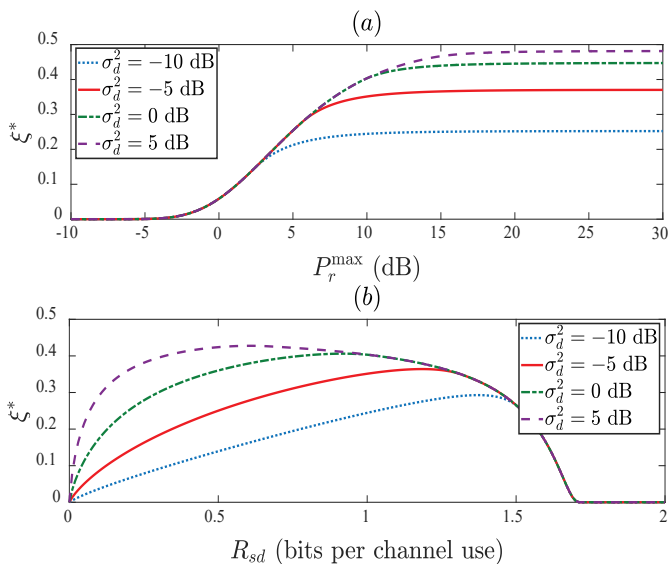 (a)
0.5
0.4
0.3
0.2
0.1
0
ξ*
σ_d^2 = −10 dB
σ_d^2 = −5 dB
σ_d^2 = 0 dB
σ_d^2 = 5 dB
-10 -5 0 5 10 15 20 25 30
P_r^max (dB)
(b)
0.5
0.4
0.3
0.2
0.1
0
ξ*
σ_d^2 = −10 dB
σ_d^2 = −5 dB
σ_d^2 = 0 dB
σ_d^2 = 5 dB
0 0.5 1 1.5 2
R_sd (bits per channel use)